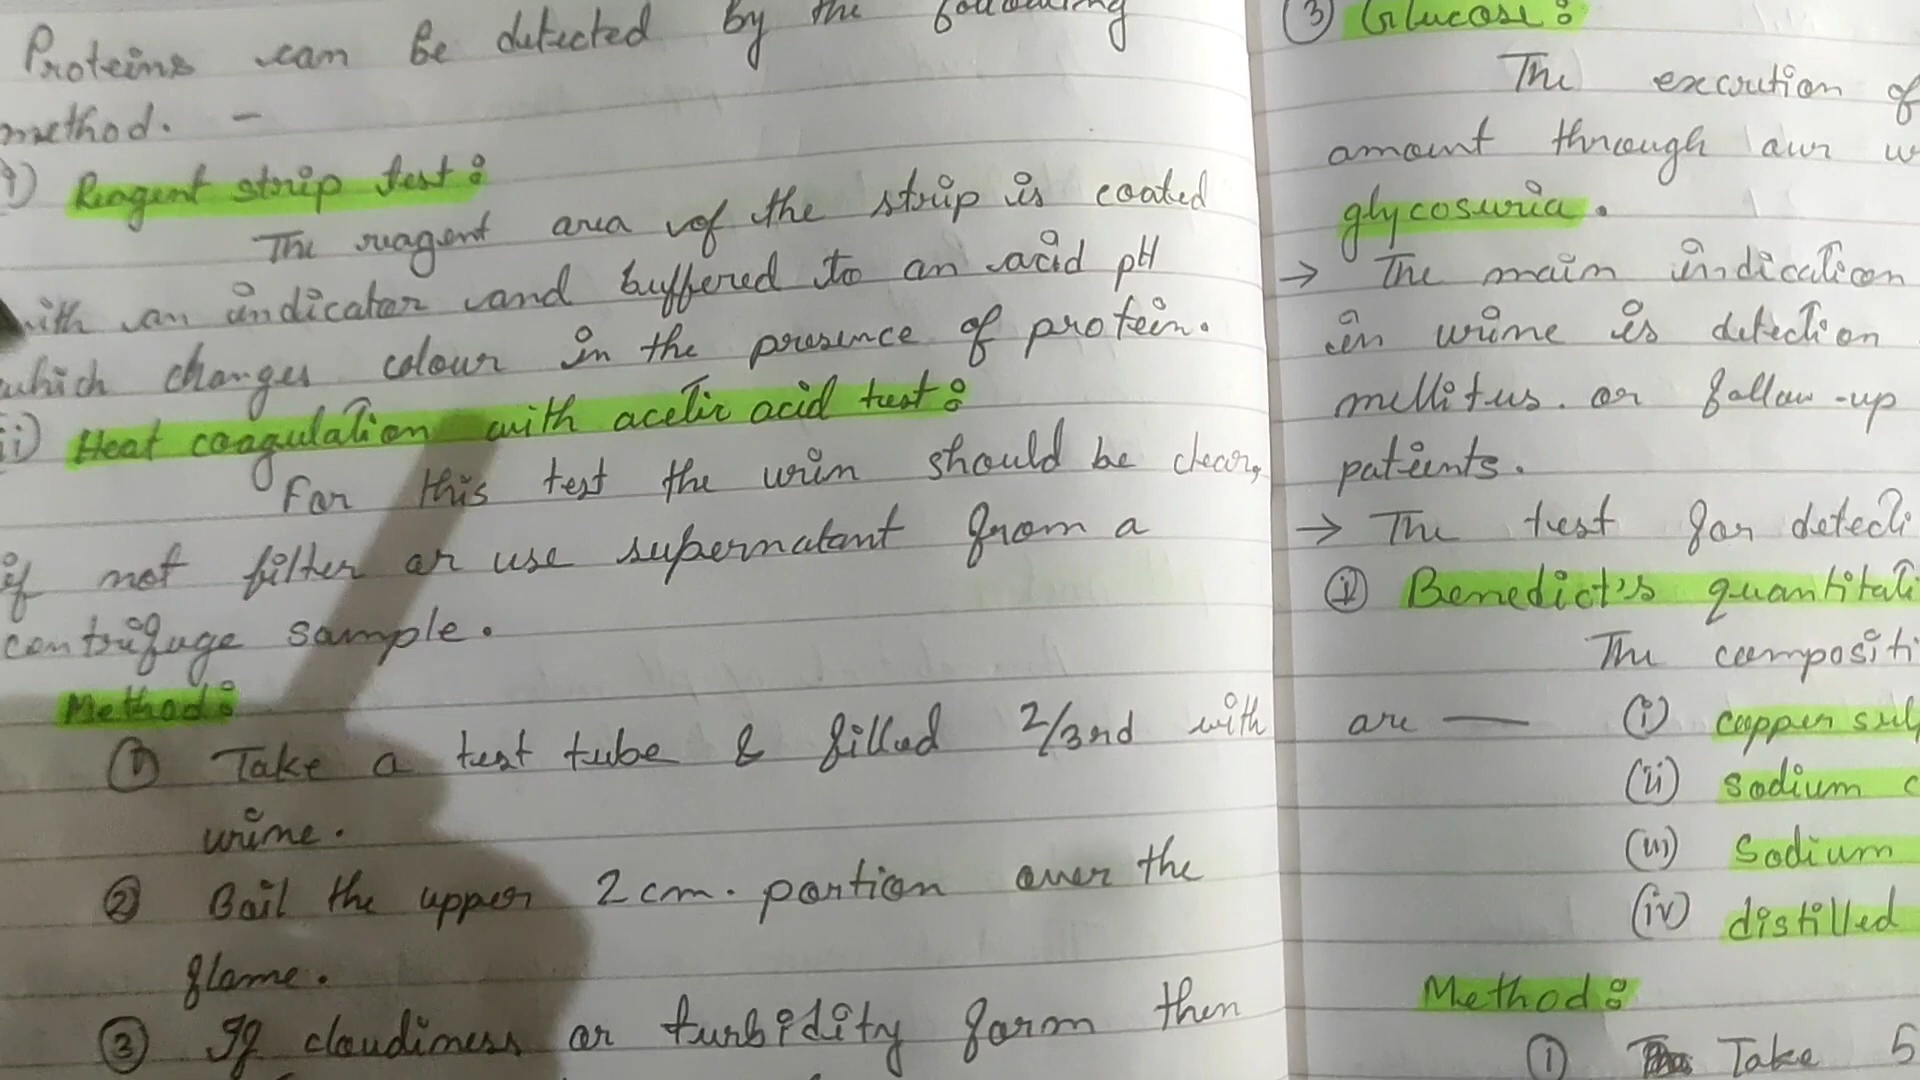 Proteins can be detected by the following
method. -
i) Reagent strip test:
The reagent area of the strip is coated
with an indicator and buffered to an acid pH
which changes colour in the presence of protein.
ii) Heat coagulation with acetic acid test:
For this test the urin should be clear,
if not filter or use supernatant from a
centrifuge sample.
Method:
① Take a test tube & filled 2/3rd with
urine.
② Boil the upper 2 cm. portion over the
flame.
③ If cloudiness or turbidity form then
③ Glucose:
The excretion of
amount through our
glycosuria.
→ The main indication
in urine is detection
mellitus. or follow-up
patients.
→ The test for detecti
① Benedict's quantitati
The compositi
are — (i) copper sul
(ii) sodium c
(iii) Sodium
(iv) distilled
Method:
① Take 5